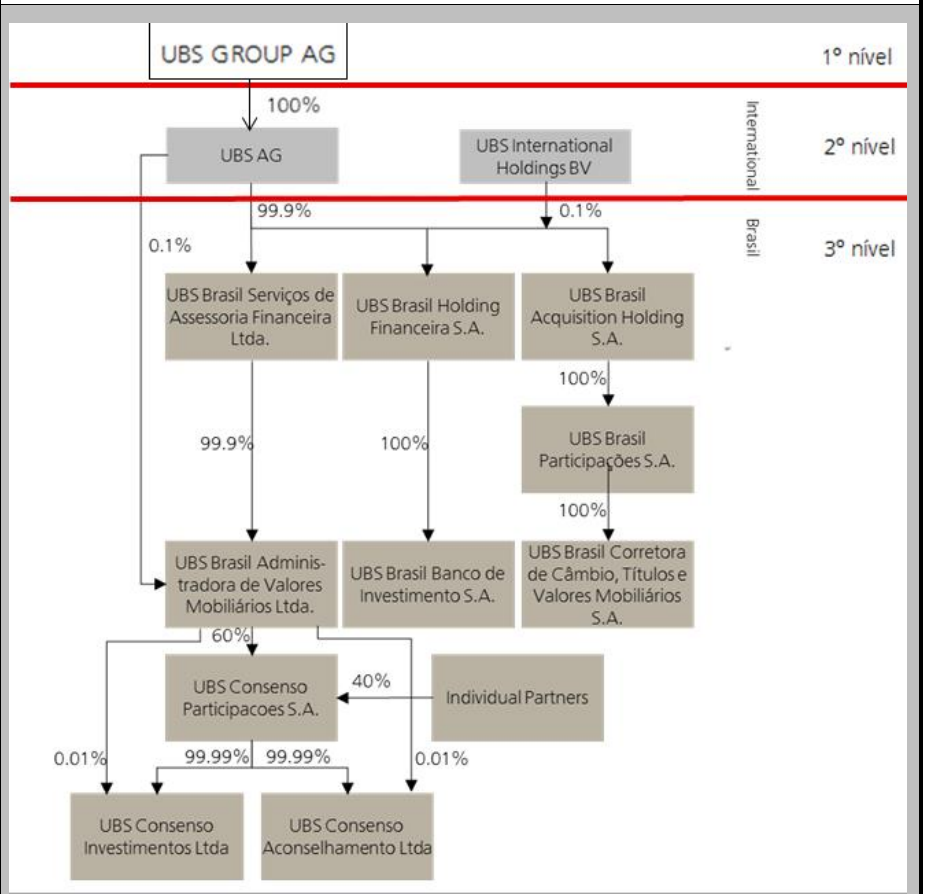 UBS GROUP AG
1º nível
100%
International
UBS AG
UBS International
Holdings BV
2º nível
99.9%
0.1%
Brasil
0.1%
3º nível
UBS Brasil Serviços de
Assessoria Financeira
Ltda.
UBS Brasil Holding
Financeira S.A.
UBS Brasil
Acquisition Holding
S.A.
100%
99.9%
100%
UBS Brasil
Participações S.A.
100%
UBS Brasil Adminis-
tradora de Valores
Mobiliários Ltda.
UBS Brasil Banco de
Investimento S.A.
UBS Brasil Corretora
de Câmbio, Títulos e
Valores Mobiliários
S.A.
60%
UBS Consenso
Participacoes S.A.
40%
Individual Partners
0.01%
99.99%
99.99%
0.01%
UBS Consenso
Investimentos Ltda
UBS Consenso
Aconselhamento Ltda